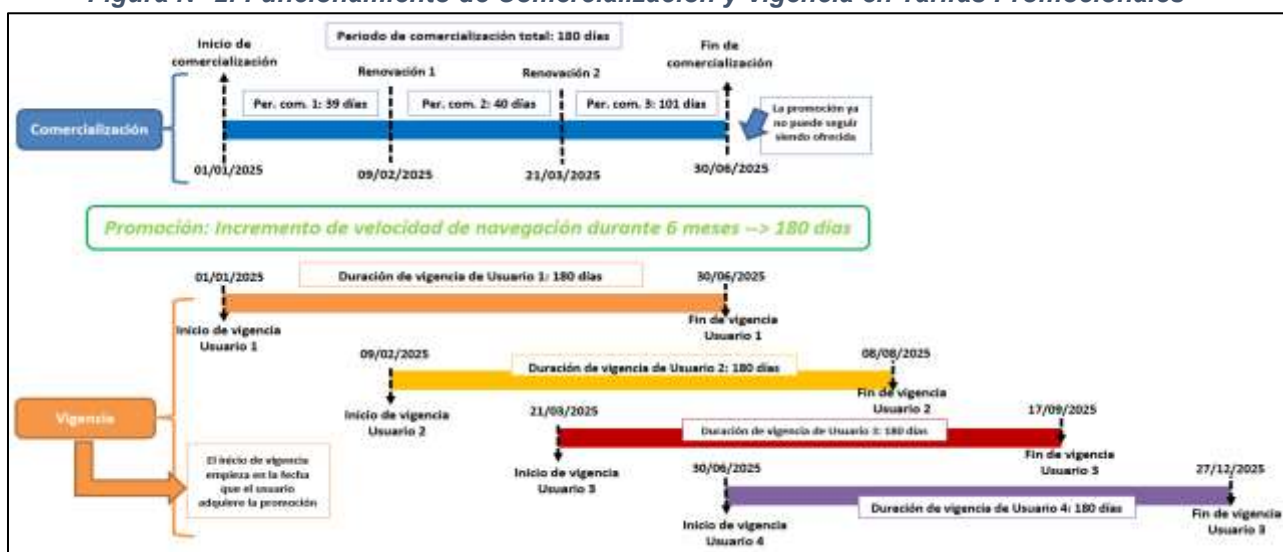 Figura N° 2: Funcionamiento de Comercialización y Vigencia en Tarifas Promocionales
Periodo de comercialización total: 180 días
Inicio de
comercialización
Fin de
comercialización
Renovación 1
Renovación 2
Per. com. 1: 39 días
Per. com. 2: 40 días
Per. com. 3: 101 días
La promoción ya
no puede seguir
siendo ofrecida
Comercialización
01/01/2025
09/02/2025
21/03/2025
30/06/2025
Promoción: Incremento de velocidad de navegación durante 6 meses --> 180 días
01/01/2025
Duración de vigencia de Usuario 1: 180 días
30/06/2025
Inicio de vigencia
Usuario 1
Fin de vigencia
Usuario 1
09/02/2025
Duración de vigencia de Usuario 2: 180 días
08/08/2025
Inicio de vigencia
Usuario 2
Fin de vigencia
Usuario 2
Vigencia
21/03/2025
Duración de vigencia de Usuario 3: 180 días
17/09/2025
Inicio de vigencia
Usuario 3
Fin de vigencia
Usuario 3
El inicio de vigencia
empieza en la fecha
que el usuario
adquiere la promoción
30/06/2025
Duración de vigencia de Usuario 4: 180 días
27/12/2025
Inicio de vigencia
Usuario 4
Fin de vigencia
Usuario 3